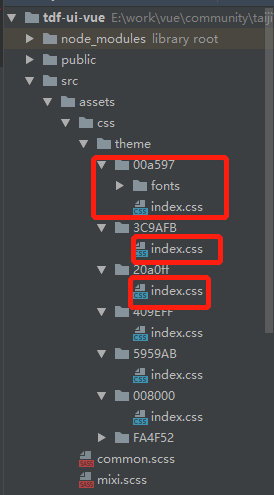 tdf-ui-vue E:\work\vue\community\taiji
node_modules library root
public
src
assets
css
theme
00a597
fonts
index.css
3C9AFB
index.css
20a0ff
index.css
409EFF
index.css
5959AB
index.css
008000
index.css
FA4F52
common.scss
mixi.scss